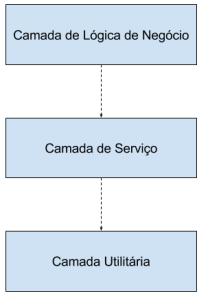 Camada de Lógica de Negócio
Camada de Serviço
Camada Utilitária